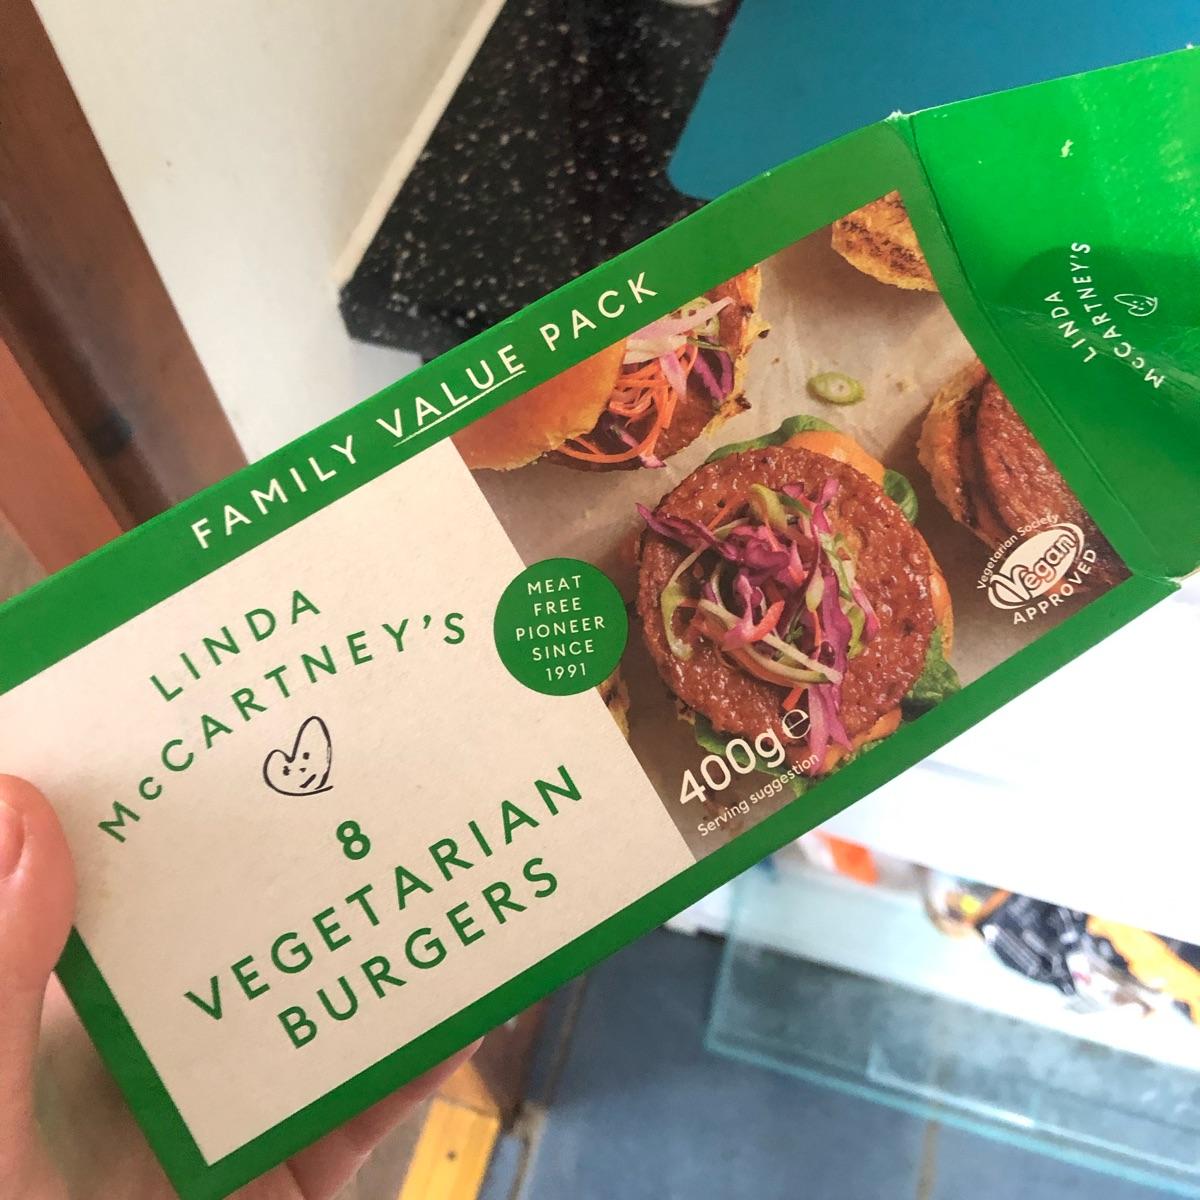 FAMILY VALUE PACK
LINDA
McCARTNEY'S
8
VEGETARIAN
BURGERS
MEAT
FREE
PIONEER
SINCE
1991
400g℮
Serving suggestion
Vegetarian Society
Vegan
APPROVED
LINDA
McCARTNEY'S